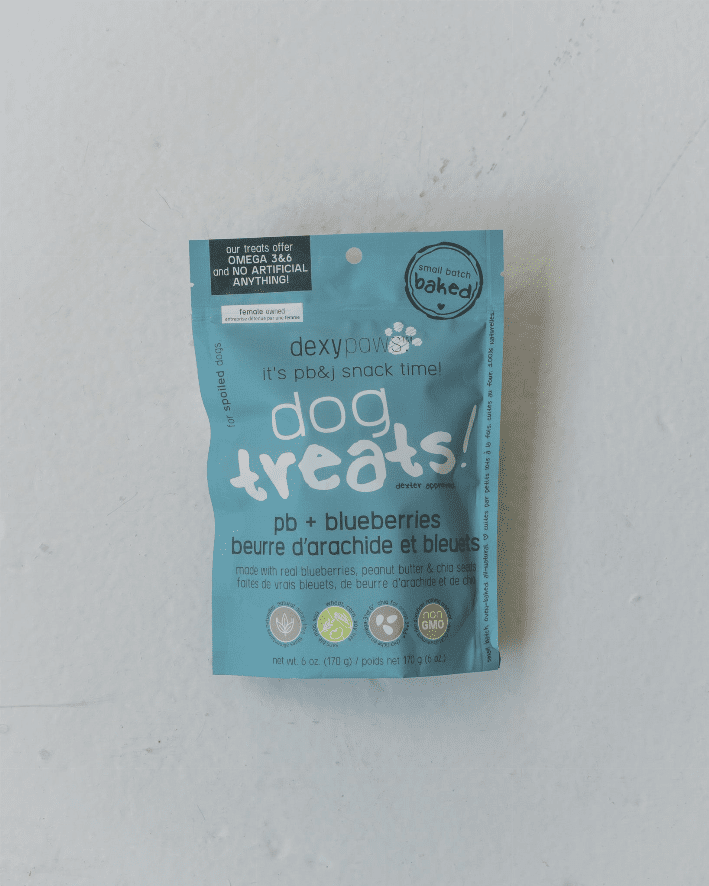 our treats offer
OMEGA 3&6
and NO ARTIFICIAL
ANYTHING!
small batch
baked
female owned
dexypaws
it's pb&j snack time!
for spoiled dogs
dog
treats!
dexter approved
pb + blueberries
beurre d'arachide et bleuets
made with real blueberries, peanut butter & chia seeds
faites de vrais bleuets, de beurre d'arachide et de chia
non
GMO
net wt. 6 oz. (170 g) / poids net 170 g (6 oz.)